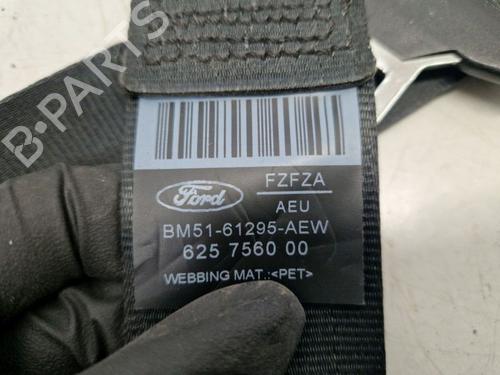 B-PARTS
Ford
FZFZA
AEU
BM51-61295-AEW
625 7560 00
WEBBING MAT.:<PET>